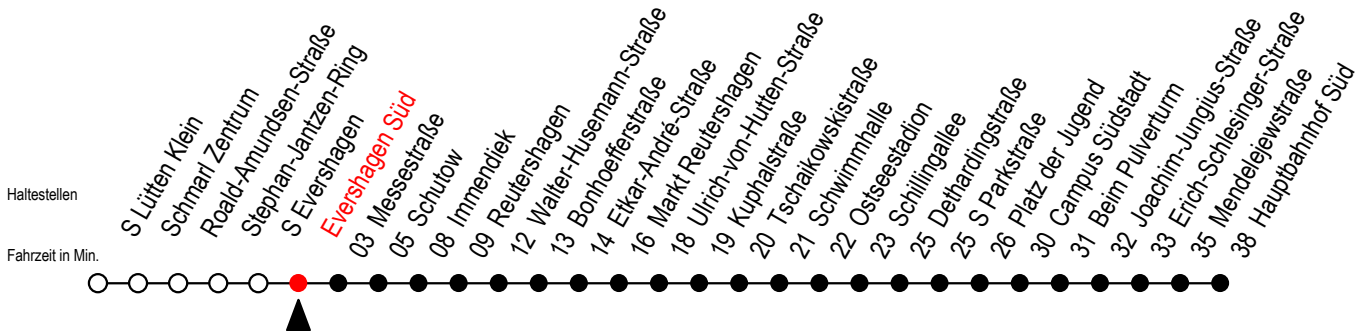 Haltestellen
Fahrzeit in Min.
S Lütten Klein
Schmarl Zentrum
Roald-Amundsen-Straße
Stephan-Jantzen-Ring
S Evershagen
Evershagen Süd
03 Messestraße
05 Schutow
08 Immendiek
09 Reutershagen
12 Walter-Husemann-Straße
13 Bonhoefferstraße
14 Etkar-André-Straße
16 Markt Reutershagen
18 Ulrich-von-Hutten-Straße
19 Kuphalstraße
20 Tschaikowskistraße
21 Schwimmhalle
22 Ostseestadion
23 Schillingallee
25 Dethardingstraße
25 S Parkstraße
26 Platz der Jugend
30 Campus Südstadt
31 Beim Pulverturm
32 Joachim-Jungius-Straße
33 Erich-Schlesinger-Straße
35 Mendelejewstraße
38 Hauptbahnhof Süd